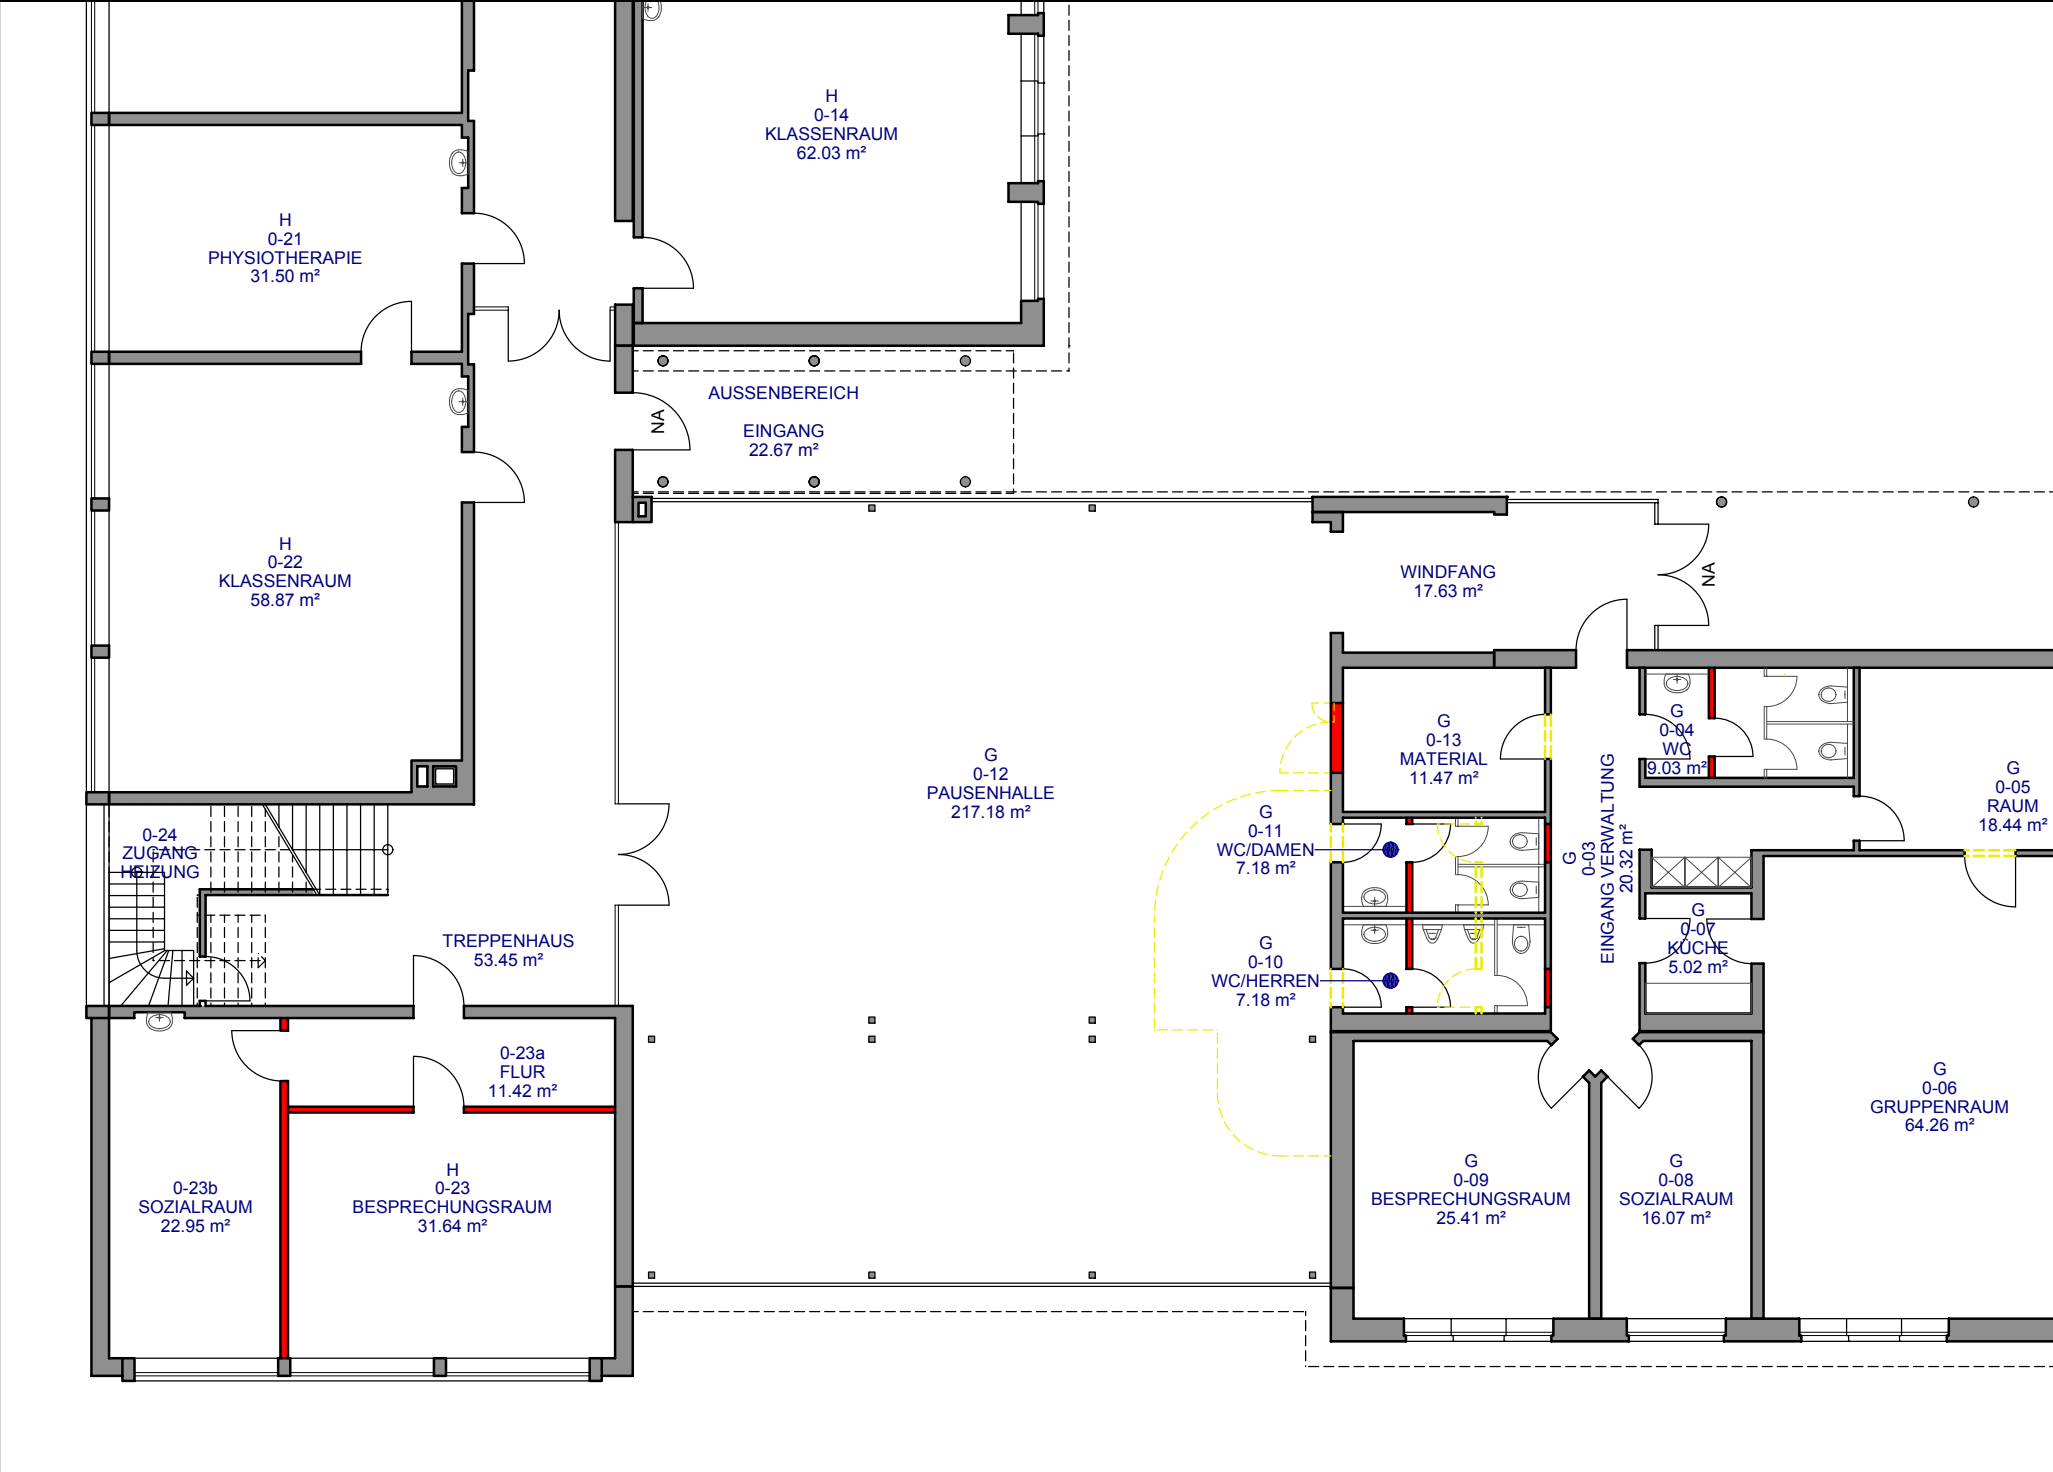 H
0-14
KLASSENRAUM
62.03 m²
H
0-21
PHYSIOTHERAPIE
31.50 m²
AUSSENBEREICH
EINGANG
22.67 m²
NA
H
0-22
KLASSENRAUM
58.87 m²
WINDFANG
17.63 m²
NA
G
0-12
PAUSENHALLE
217.18 m²
G
0-13
MATERIAL
11.47 m²
G
0-04
WC
9.03 m²
G
0-05
RAUM
18.44 m²
G
0-03
EINGANG VERWALTUNG
20.32 m²
0-24
ZUGANG
HEIZUNG
G
0-11
WC/DAMEN
7.18 m²
G
0-10
WC/HERREN
7.18 m²
G
0-07
KÜCHE
5.02 m²
TREPPENHAUS
53.45 m²
0-23a
FLUR
11.42 m²
G
0-06
GRUPPENRAUM
64.26 m²
0-23b
SOZIALRAUM
22.95 m²
H
0-23
BESPRECHUNGSRAUM
31.64 m²
G
0-09
BESPRECHUNGSRAUM
25.41 m²
G
0-08
SOZIALRAUM
16.07 m²